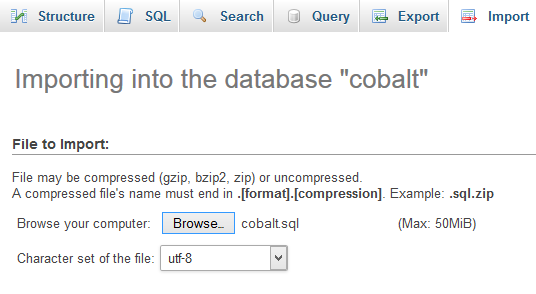 Structure SQL Search Query Export Import
Importing into the database "cobalt"
File to Import:
File may be compressed (gzip, bzip2, zip) or uncompressed.
A compressed file's name must end in .[format].[compression]. Example: .sql.zip
Browse your computer: Browse... cobalt.sql (Max: 50MiB)
Character set of the file: utf-8